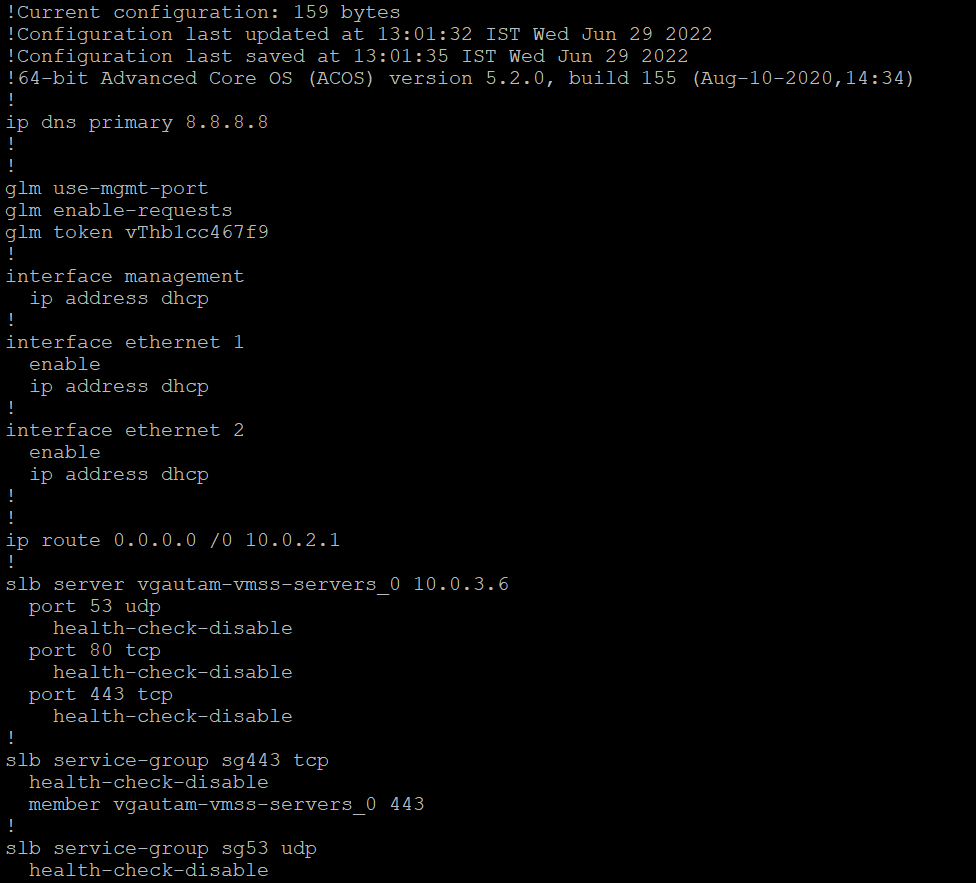 !Current configuration: 159 bytes
!Configuration last updated at 13:01:32 IST Wed Jun 29 2022
!Configuration last saved at 13:01:35 IST Wed Jun 29 2022
!64-bit Advanced Core OS (ACOS) version 5.2.0, build 155 (Aug-10-2020,14:34)
!
ip dns primary 8.8.8.8
!
!
glm use-mgmt-port
glm enable-requests
glm token vThb1cc467f9
!
interface management
  ip address dhcp
!
interface ethernet 1
  enable
  ip address dhcp
!
interface ethernet 2
  enable
  ip address dhcp
!
!
ip route 0.0.0.0 /0 10.0.2.1
!
slb server vgautam-vmss-servers_0 10.0.3.6
  port 53 udp
    health-check-disable
  port 80 tcp
    health-check-disable
  port 443 tcp
    health-check-disable
!
slb service-group sg443 tcp
  health-check-disable
  member vgautam-vmss-servers_0 443
!
slb service-group sg53 udp
  health-check-disable